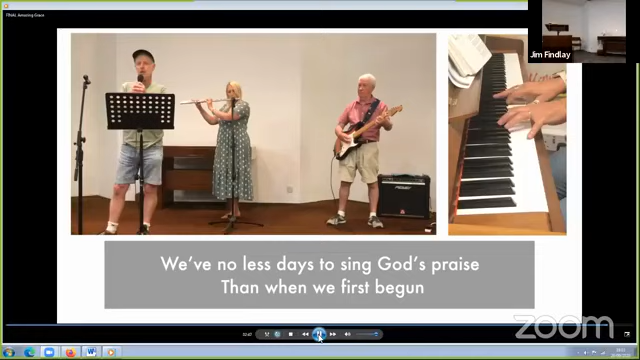 FINAL Amazing Grace
Jim Findlay
We've no less days to sing God's praise
Than when we first begun
zoom